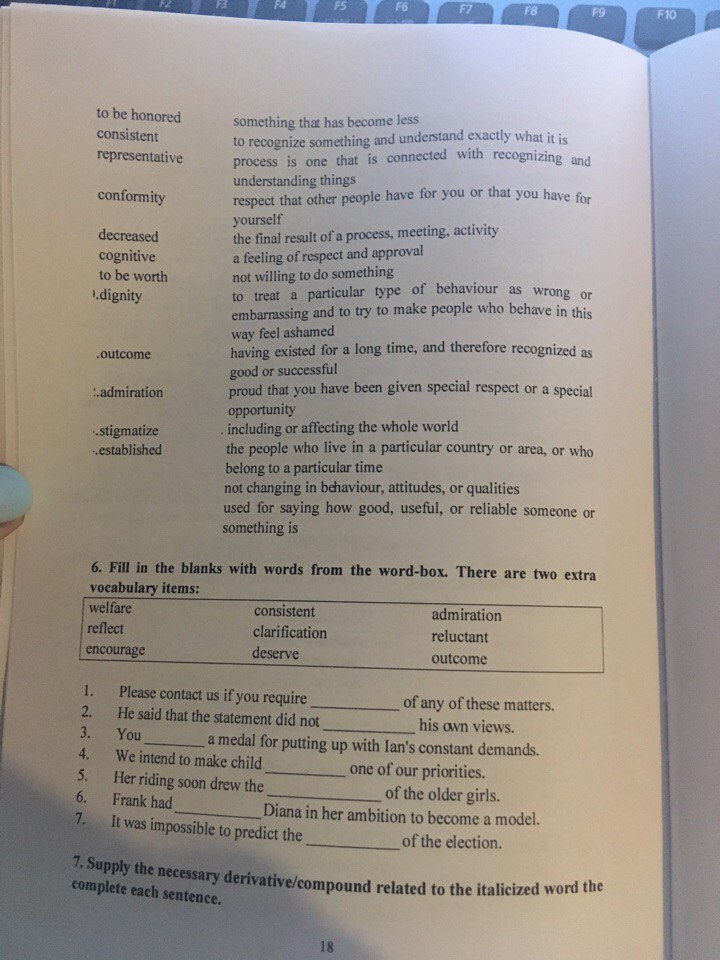 F2 F3 F4 F5 F6 F7 F8 F9 F10
to be honored something that has become less
consistent to recognize something and understand exactly what it is
representative process is one that is connected with recognizing and
understanding things
conformity respect that other people have for you or that you have for
yourself
decreased the final result of a process, meeting, activity
cognitive a feeling of respect and approval
to be worth not willing to do something
.dignity to treat a particular type of behaviour as wrong or
embarrassing and to try to make people who behave in this
way feel ashamed
.outcome having existed for a long time, and therefore recognized as
good or successful
.admiration proud that you have been given special respect or a special
opportunity
.stigmatize . including or affecting the whole world
.established the people who live in a particular country or area, or who
belong to a particular time
not changing in behaviour, attitudes, or qualities
used for saying how good, useful, or reliable someone or
something is
6. Fill in the blanks with words from the word-box. There are two extra
vocabulary items:
welfare consistent admiration
reflect clarification reluctant
encourage deserve outcome
1. Please contact us if you require ____________ of any of these matters.
2. He said that the statement did not ____________ his own views.
3. You ________ a medal for putting up with Ian's constant demands.
4. We intend to make child ___________ one of our priorities.
5. Her riding soon drew the ________________ of the older girls.
6. Frank had ____________ Diana in her ambition to become a model.
7. It was impossible to predict the _____________ of the election.
7. Supply the necessary derivative/compound related to the italicized word the
complete each sentence.
18